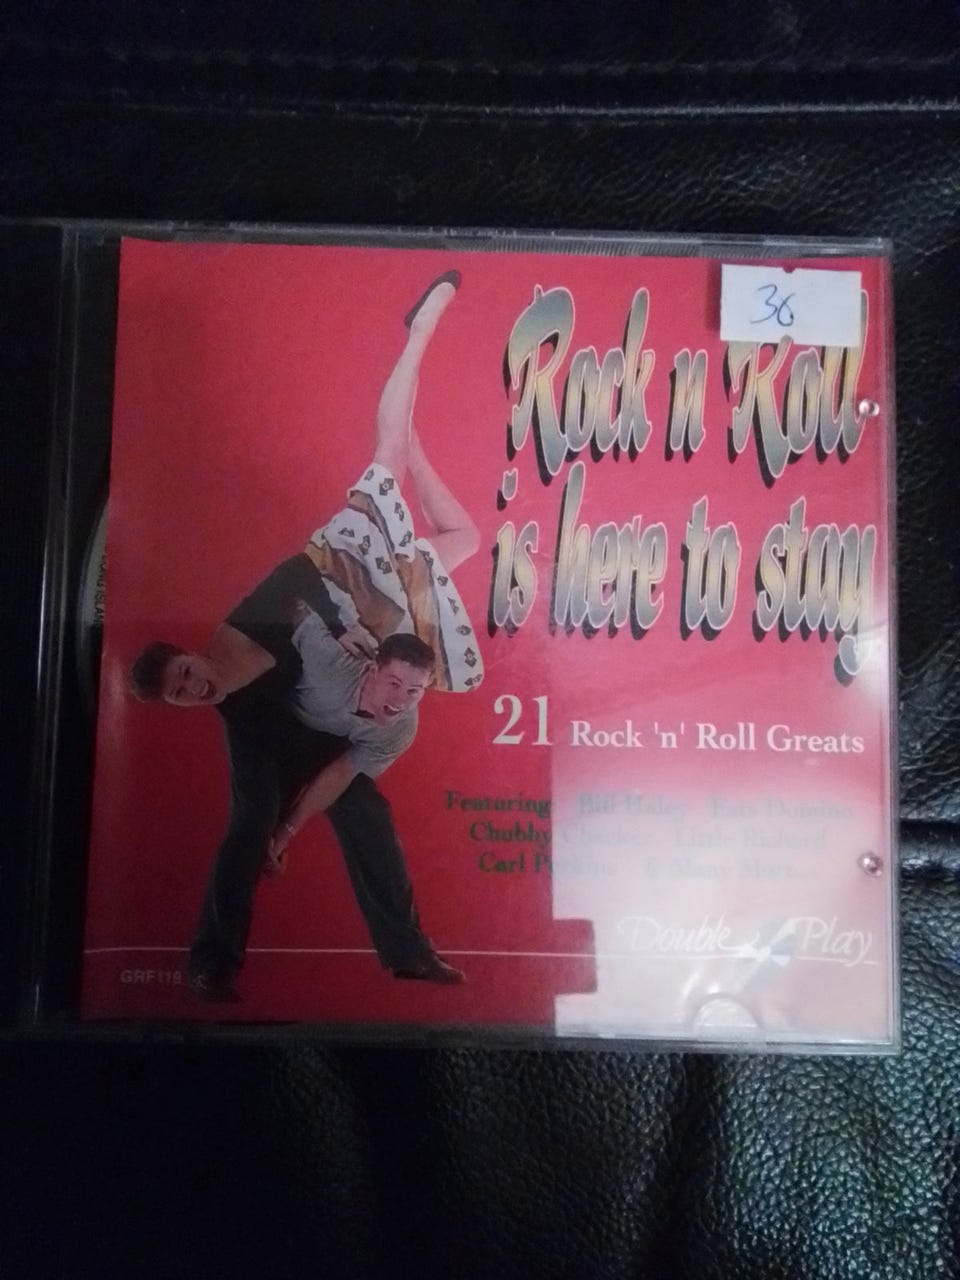 36
Rock n Roll
is here to stay
21 Rock 'n' Roll Greats
Featuring: Bill Haley Fats Domino
Chubby Checker Little Richard
Carl Perkins & Many More...
Double Play
GRF119